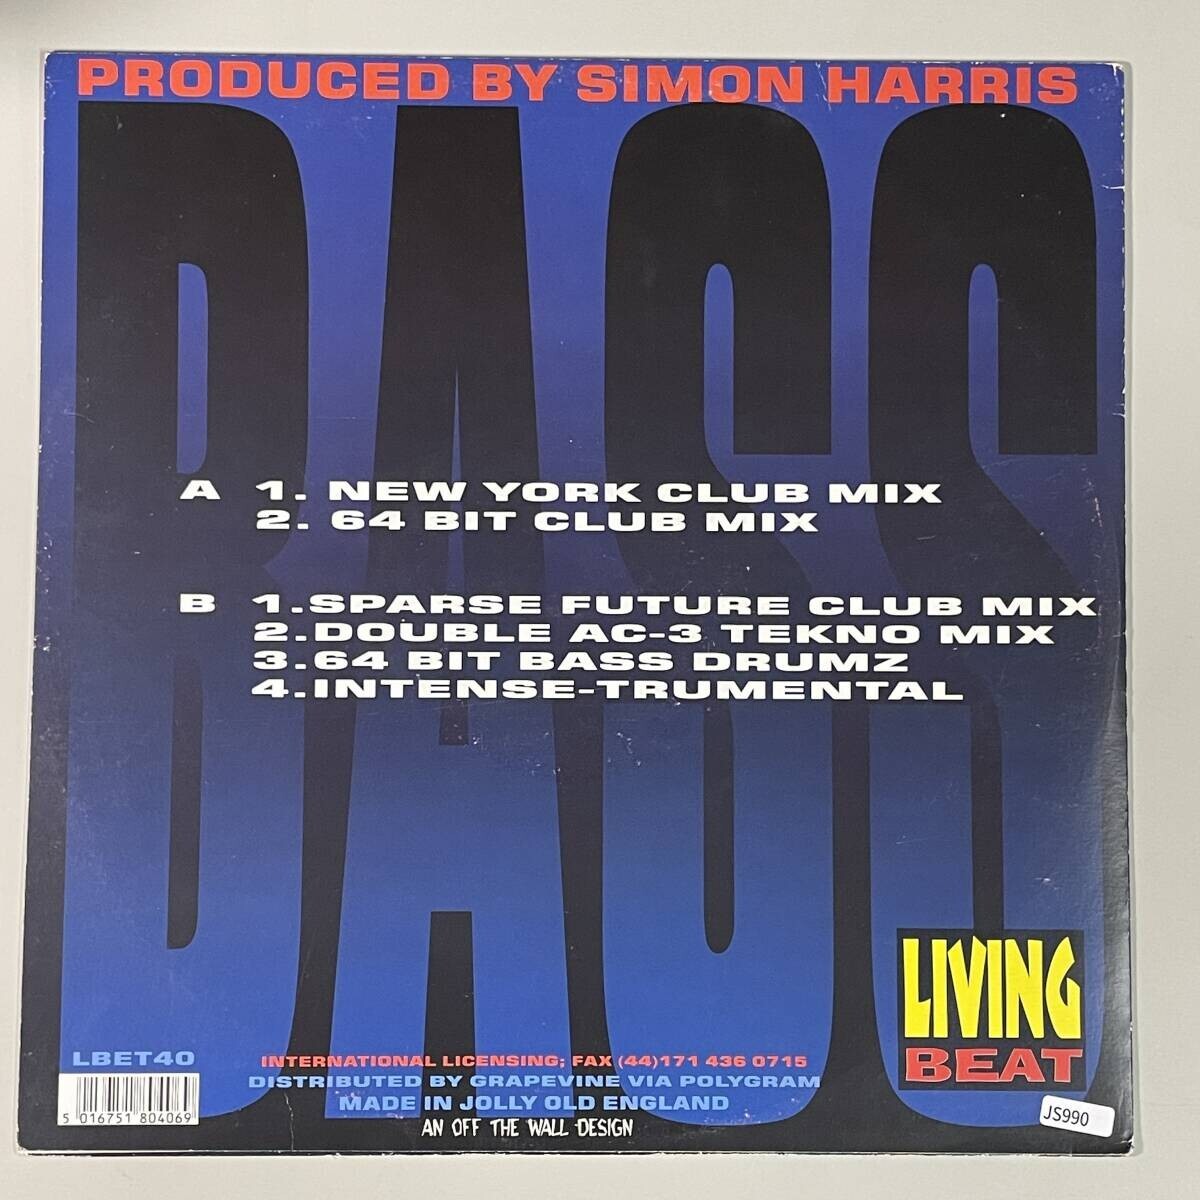 PRODUCED BY SIMON HARRIS
BASS
A 1. NEW YORK CLUB MIX
2. 64 BIT CLUB MIX
B 1.SPARSE FUTURE CLUB MIX
2.DOUBLE AC-3 TEKNO MIX
3.64 BIT BASS DRUMZ
4.INTENSE-TRUMENTAL
LIVING
BEAT
LBET40
INTERNATIONAL LICENSING; FAX (44)171 436 0715
DISTRIBUTED BY GRAPEVINE VIA POLYGRAM
MADE IN JOLLY OLD ENGLAND
AN OFF THE WALL DESIGN
5 016751 804069
JS990